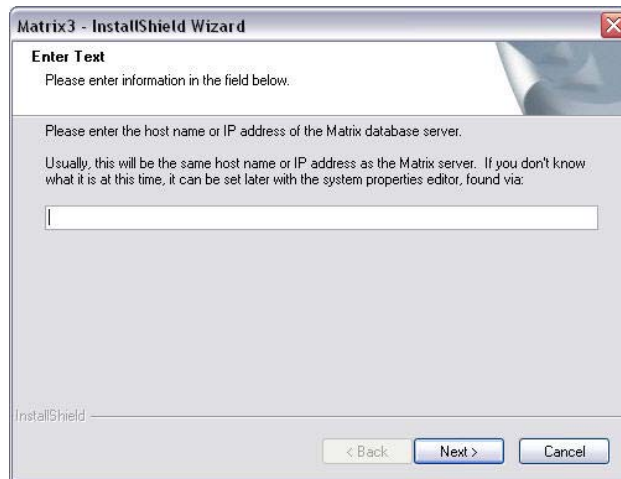 Matrix3 - InstallShield Wizard
Enter Text
Please enter information in the field below.
Please enter the host name or IP address of the Matrix database server.
Usually, this will be the same host name or IP address as the Matrix server. If you don't know
what it is at this time, it can be set later with the system properties editor, found via:
InstallShield
< Back
Next >
Cancel